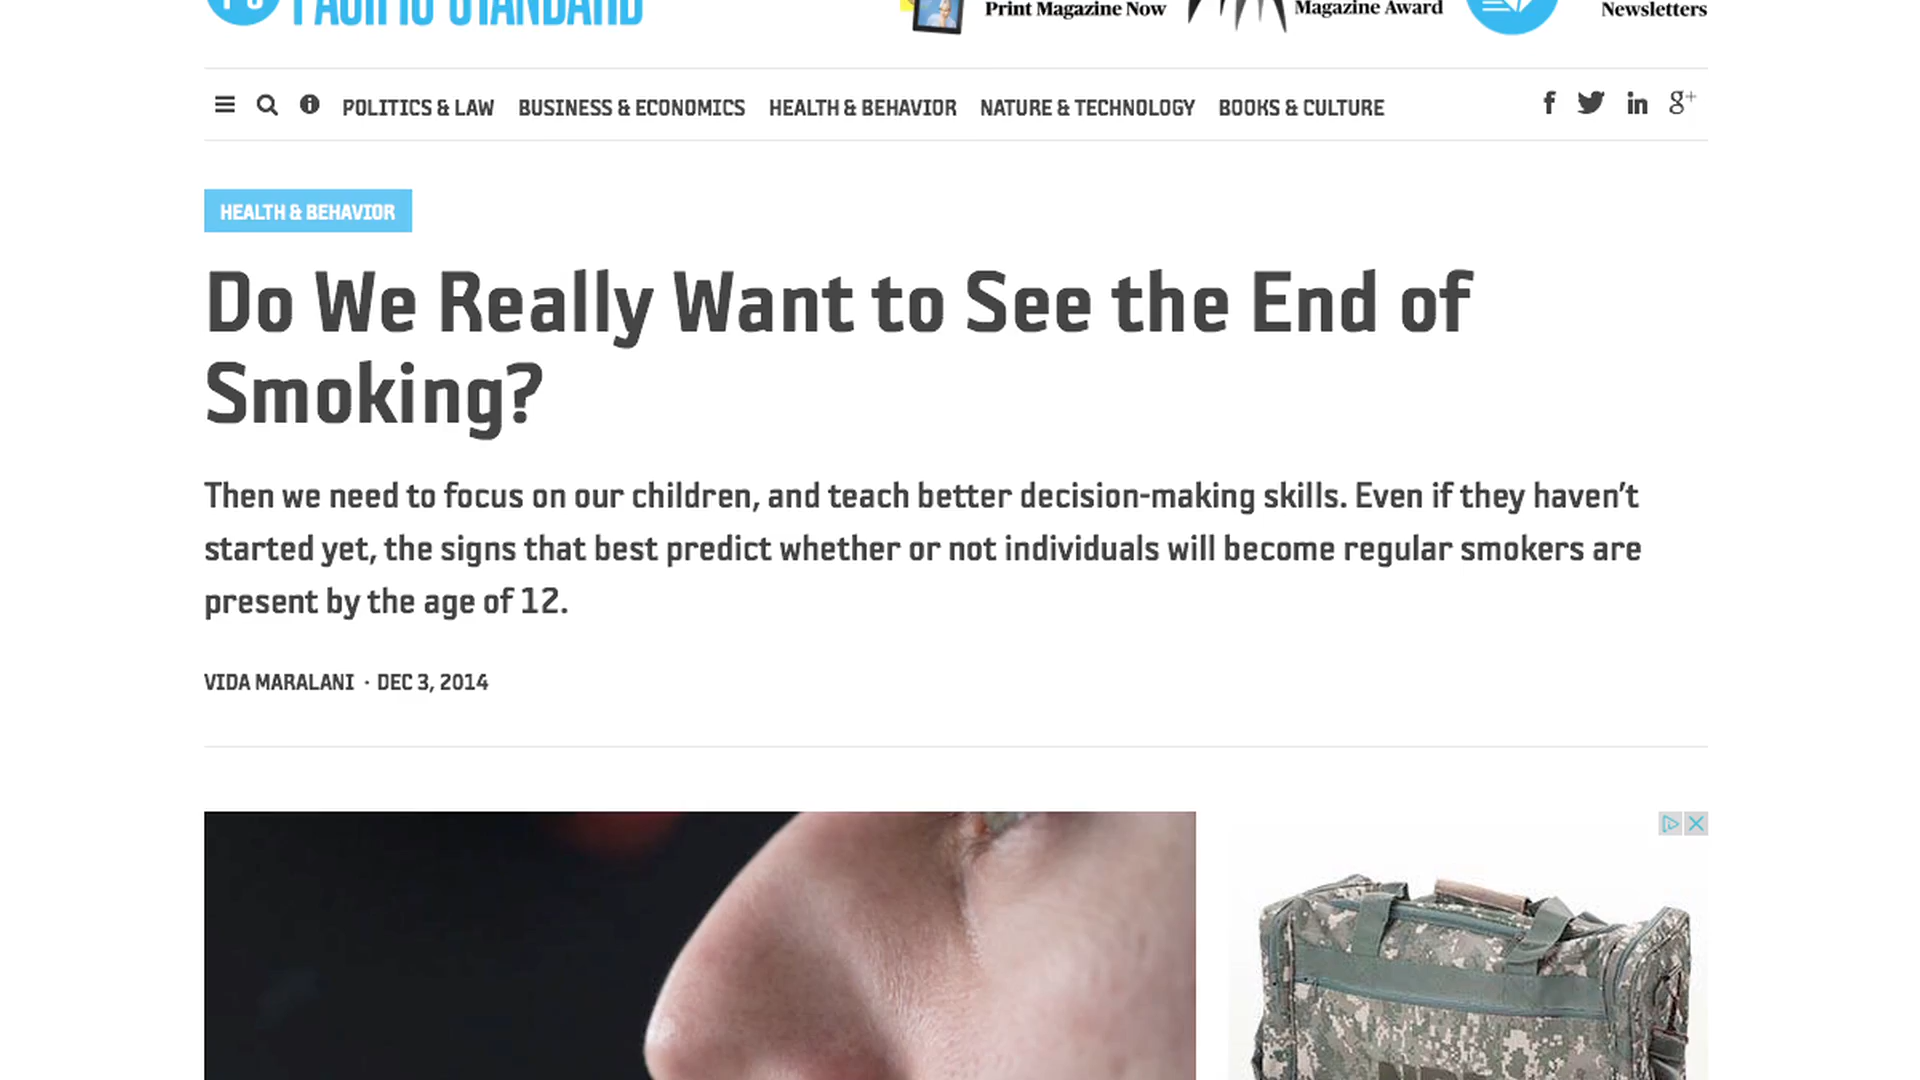 PACIFIC STANDARD
Print Magazine Now
Magazine Award
Newsletters
POLITICS & LAW BUSINESS & ECONOMICS HEALTH & BEHAVIOR NATURE & TECHNOLOGY BOOKS & CULTURE
HEALTH & BEHAVIOR
Do We Really Want to See the End of
Smoking?
Then we need to focus on our children, and teach better decision-making skills. Even if they haven’t
started yet, the signs that best predict whether or not individuals will become regular smokers are
present by the age of 12.
VIDA MARALANI · DEC 3, 2014